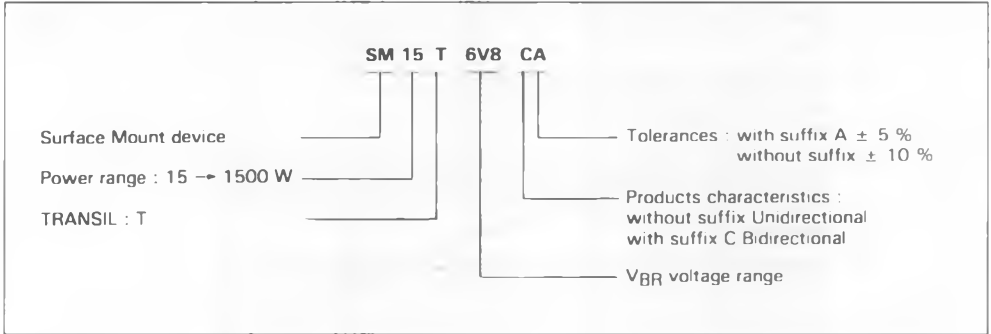 SM 15 T 6V8 CA
Surface Mount device
Power range : 15 → 1500 W
TRANSIL : T
Tolerances : with suffix A ± 5 %
without suffix ± 10 %
Products characteristics :
without suffix Unidirectional
with suffix C Bidirectional
VBR voltage range